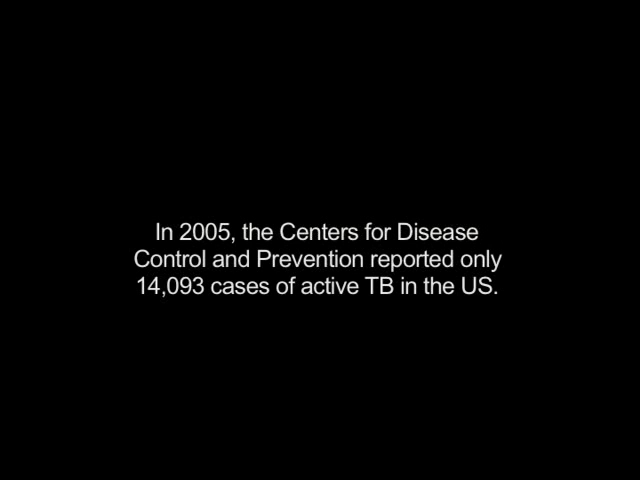 In 2005, the Centers for Disease
Control and Prevention reported only
14,093 cases of active TB in the US.